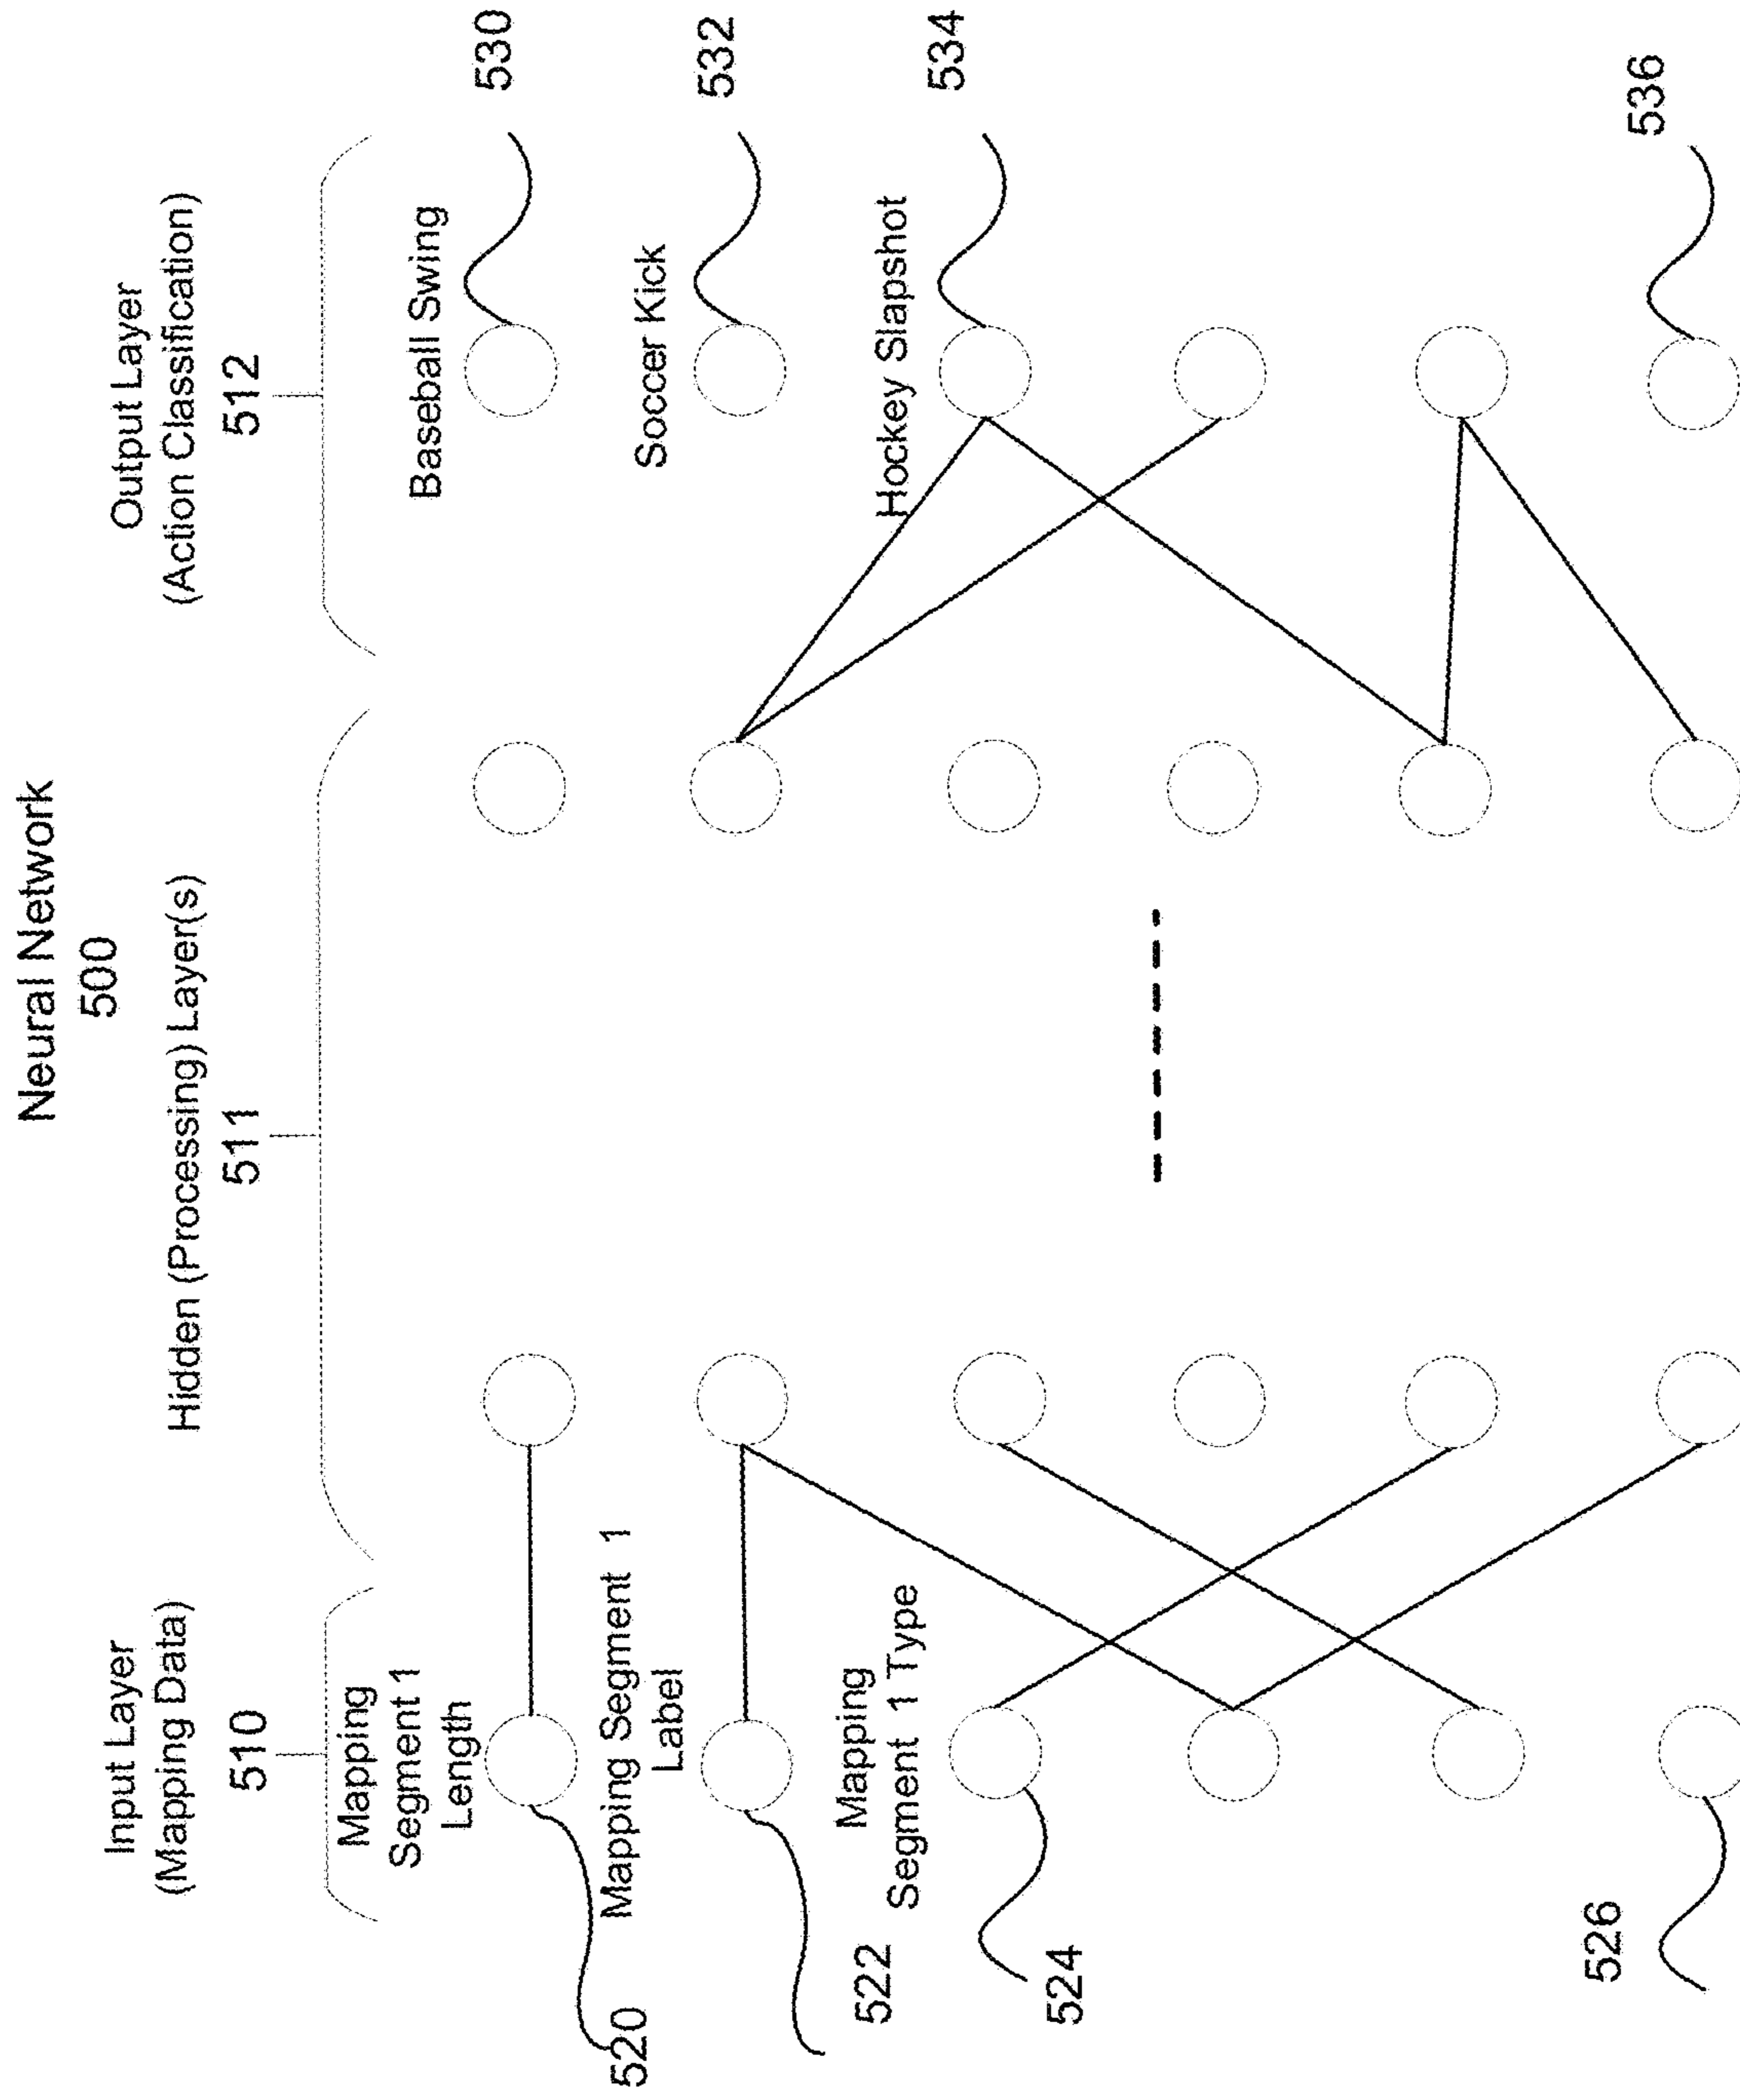 Neural Network
500
Input Layer
(Mapping Data)
510
Hidden (Processing) Layer(s)
511
Output Layer
(Action Classification)
512
Mapping
Segment 1
Length
520
Mapping Segment 1
Label
522
Mapping
Segment 1 Type
524
526
Baseball Swing
530
Soccer Kick
532
Hockey Slapshot
534
536